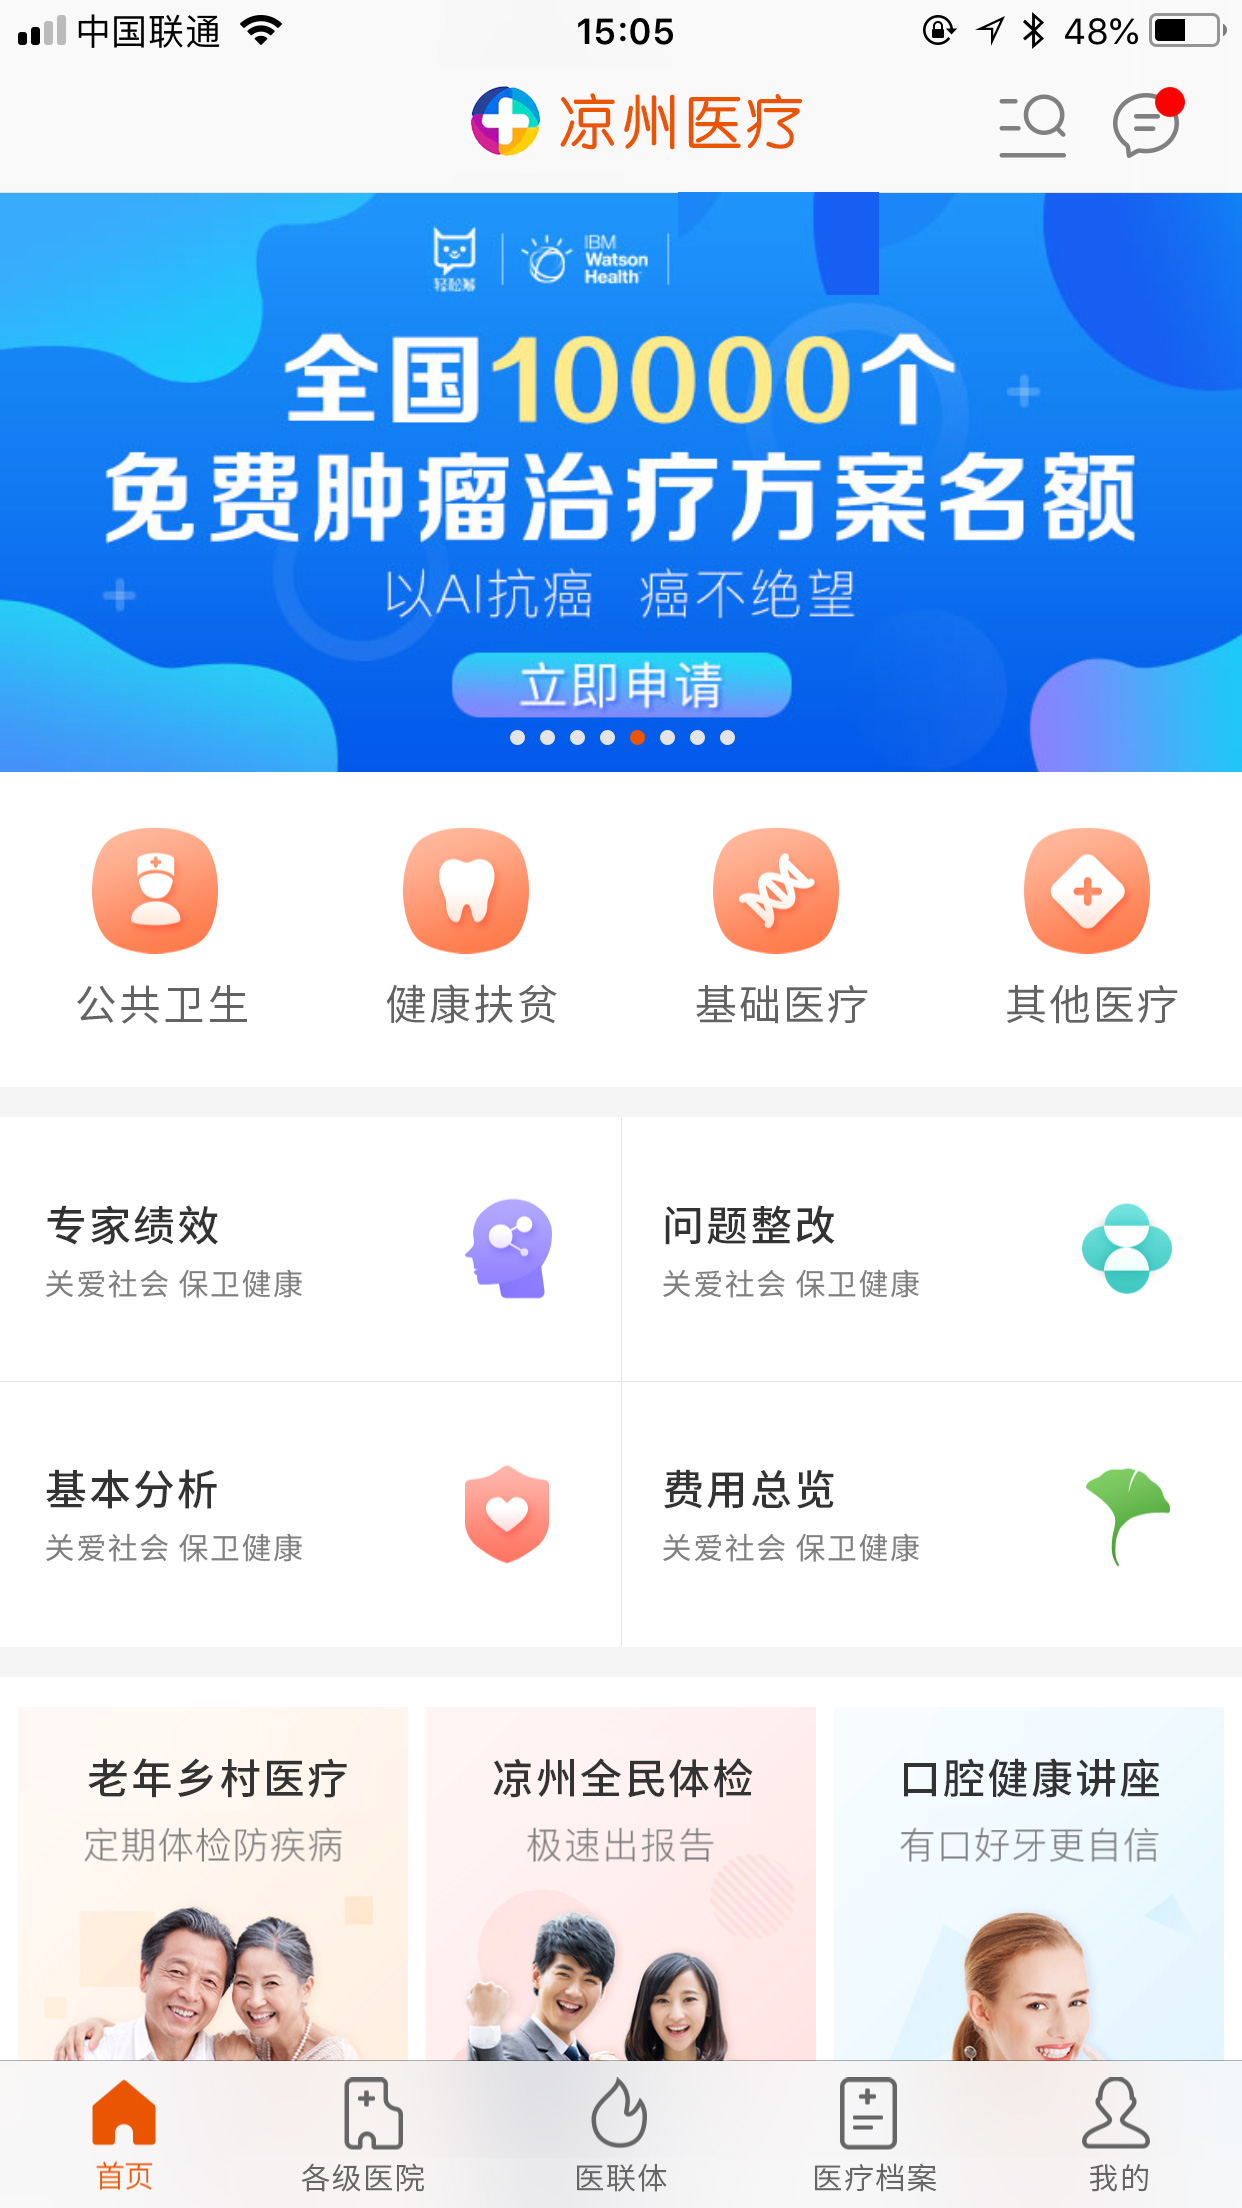 中国联通 15:05 48%
凉州医疗
轻松筹 IBM Watson Health
全国10000个
免费肿瘤治疗方案名额
以AI抗癌 癌不绝望
立即申请
公共卫生 健康扶贫 基础医疗 其他医疗
专家绩效
关爱社会 保卫健康
问题整改
关爱社会 保卫健康
基本分析
关爱社会 保卫健康
费用总览
关爱社会 保卫健康
老年乡村医疗
定期体检防疾病
凉州全民体检
极速出报告
口腔健康讲座
有口好牙更自信
首页 各级医院 医联体 医疗档案 我的